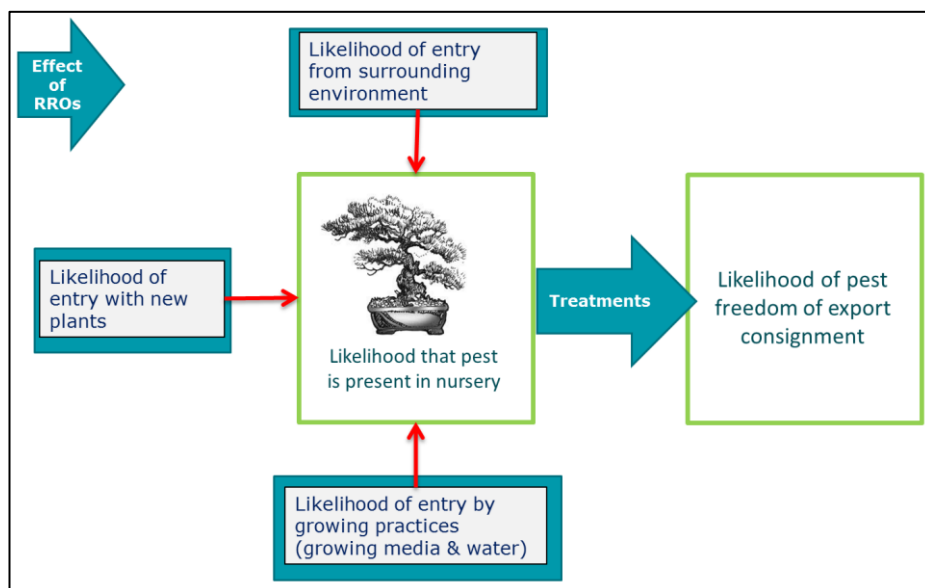 Effect
of
RROs
Likelihood of entry
from surrounding
environment
Likelihood of
entry with new
plants
Likelihood that pest
is present in nursery
Treatments
Likelihood of pest
freedom of export
consignment
Likelihood of entry by
growing practices
(growing media & water)